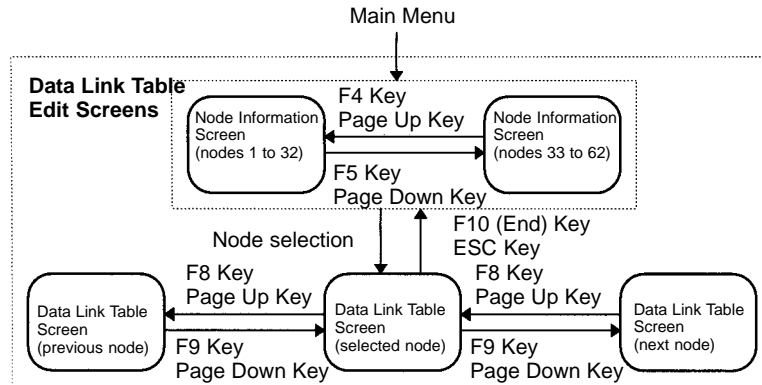 Main Menu
Data Link Table
Edit Screens
F4 Key
Page Up Key
Node Information
Screen
(nodes 1 to 32)
Node Information
Screen
(nodes 33 to 62)
F5 Key
Page Down Key
Node selection
F10 (End) Key
ESC Key
F8 Key
Page Up Key
F8 Key
Page Up Key
Data Link Table
Screen
(previous node)
Data Link Table
Screen
(selected node)
Data Link Table
Screen
(next node)
F9 Key
Page Down Key
F9 Key
Page Down Key